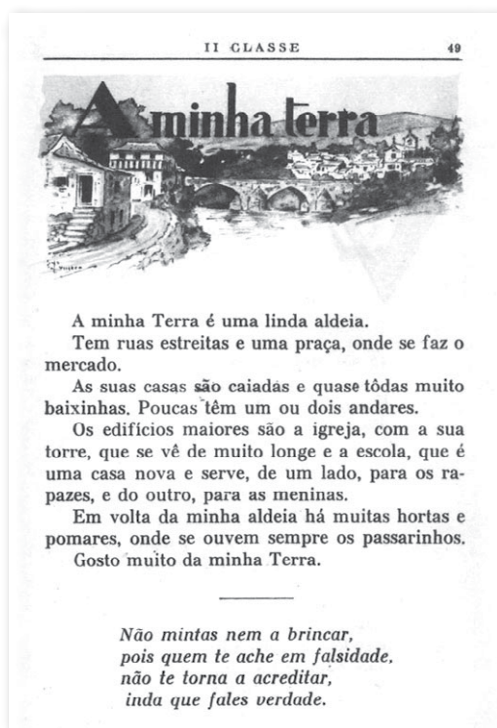 II CLASSE 49
A minha terra
A minha Terra é uma linda aldeia.
Tem ruas estreitas e uma praça, onde se faz o
mercado.
As suas casas são caiadas e quase tôdas muito
baixinhas. Poucas têm um ou dois andares.
Os edifícios maiores são a igreja, com a sua
torre, que se vê de muito longe e a escola, que é
uma casa nova e serve, de um lado, para os ra-
pazes, e do outro, para as meninas.
Em volta da minha aldeia há muitas hortas e
pomares, onde se ouvem sempre os passarinhos.
Gosto muito da minha Terra.
Não mintas nem a brincar,
pois quem te ache em falsidade,
não te torna a acreditar,
inda que fales verdade.